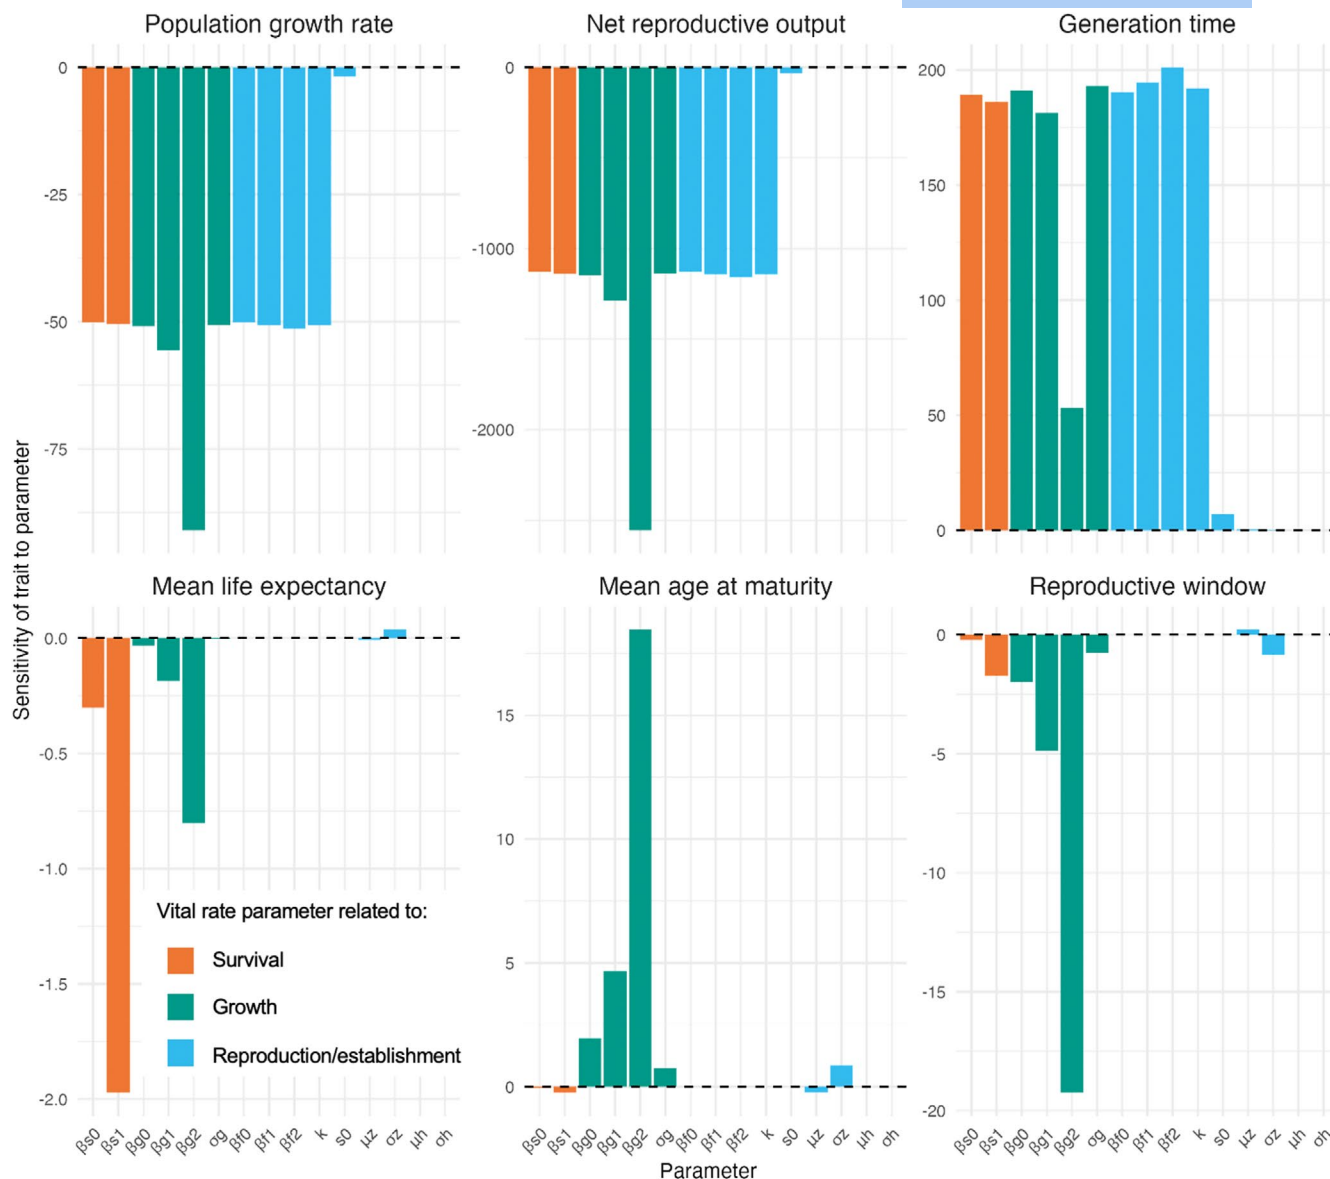 Population growth rate
Net reproductive output
Generation time
0
-25
-50
-75
0
-1000
-2000
200
150
100
50
0
Sensitivity of trait to parameter
Mean life expectancy
Mean age at maturity
Reproductive window
0.0
-0.5
-1.0
-1.5
-2.0
15
10
5
0
0
-5
-10
-15
-20
Vital rate parameter related to:
Survival
Growth
Reproduction/establishment
βs0 βs1 βg0 βg1 βg2 σg βf0 βf1 βf2 k s0 μz σz μh σh
βs0 βs1 βg0 βg1 βg2 σg βf0 βf1 βf2 k s0 μz σz μh σh
βs0 βs1 βg0 βg1 βg2 σg βf0 βf1 βf2 k s0 μz σz μh σh
Parameter